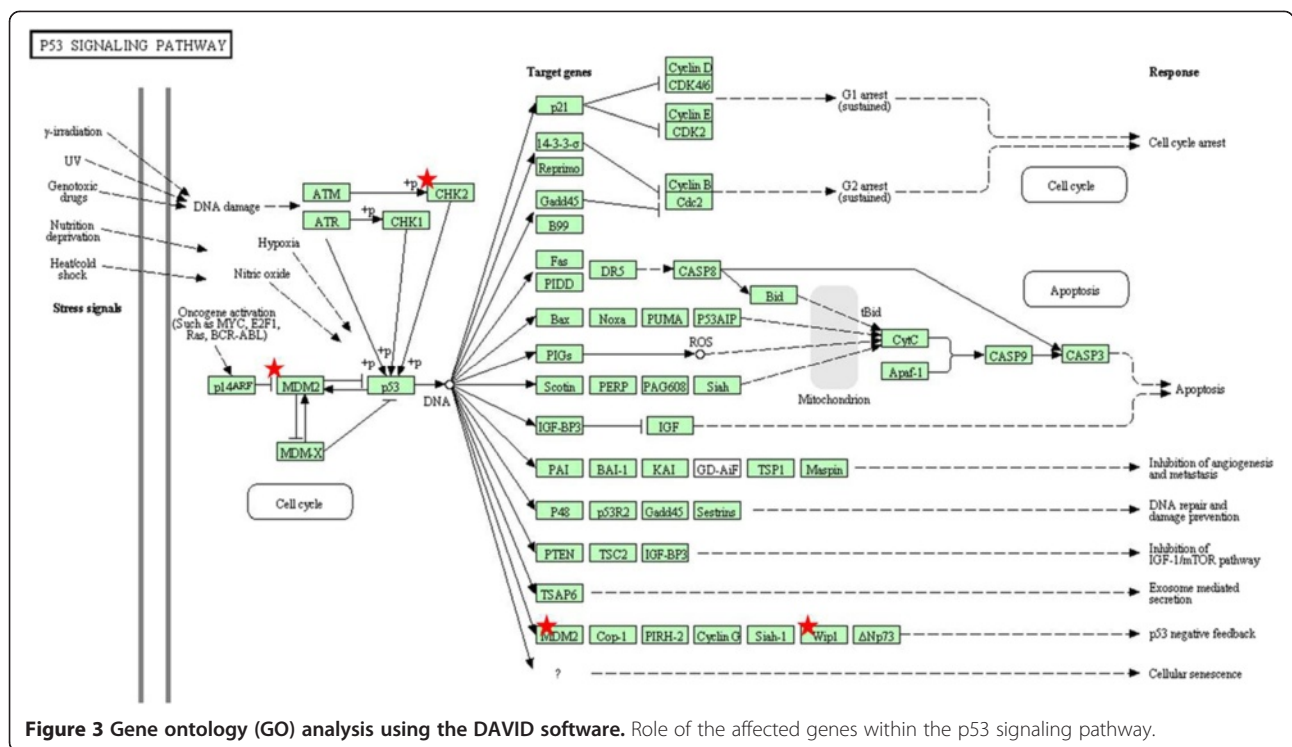 P53 SIGNALING PATHWAY
Target genes
Response
Cyclin D
CDK4/6
p21
G1 arrest
(sustained)
Cyclin E
CDK2
γ-irradiation
UV
Genotoxic
drugs
Nutrition
deprivation
Heat/cold
shock
Stress signals
DNA damage
ATM
+p
CHK2
ATR
+p
CHK1
Hypoxia
Nitric oxide
Oncogene activation
(Such as MYC, E2F1,
Ras, BCR-ABL)
+p
+p
+p
p14ARF
MDM2
p53
DNA
MDM-X
Cell cycle
14-3-3-σ
Reprimo
Gadd45
B99
Cyclin B
Cdc2
G2 arrest
(sustained)
Cell cycle arrest
Cell cycle
Fas
PIDD
DR5
CASP8
Bid
tBid
Apoptosis
Bax
Noxa
PUMA
P53AIP
PIGs
ROS
CytC
CASP9
CASP3
Apaf-1
Scotin
PERP
PAG608
Siah
Mitochondrion
Apoptosis
IGF-BP3
IGF
PAI
BAI-1
KAI
GD-AiF
TSP1
Maspin
Inhibition of angiogenesis
and metastasis
P48
p53R2
Gadd45
Sestrins
DNA repair and
damage prevention
PTEN
TSC2
IGF-BP3
Inhibition of
IGF-1/mTOR pathway
TSAP6
Exosome mediated
secretion
MDM2
Cop-1
PIRH-2
Cyclin G
Siah-1
Wip1
ΔNp73
p53 negative feedback
?
Cellular senescence
Figure 3 Gene ontology (GO) analysis using the DAVID software. Role of the affected genes within the p53 signaling pathway.